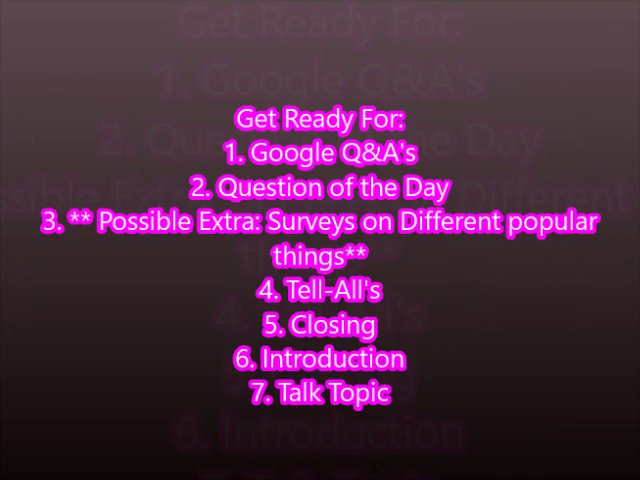 Get Ready For:
1. Google Q&A's
2. Question of the Day
3. ** Possible Extra: Surveys on Different popular
things**
4. Tell-All's
5. Closing
6. Introduction
7. Talk Topic